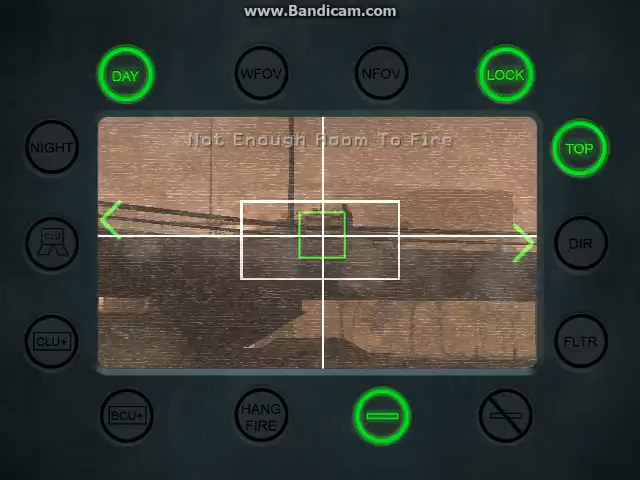 www.Bandicam.com
DAY
WFOV
NFOV
LOCK
NIGHT
Not Enough Room To Fire
TOP
CLU
DIR
CLU+
FLTR
BCU+
HANG
FIRE